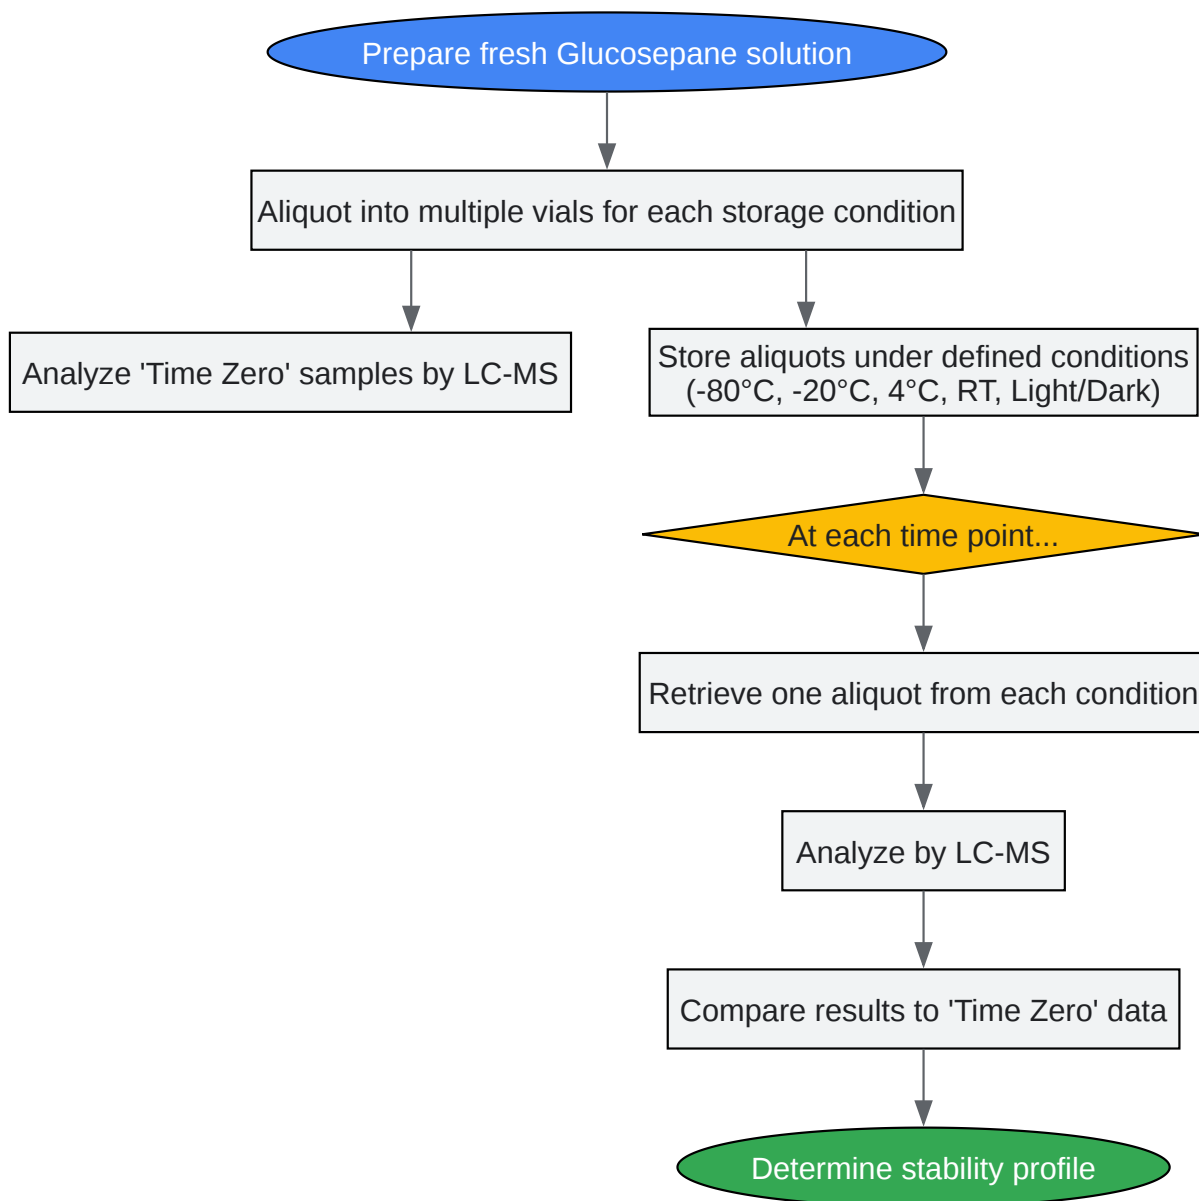 Prepare fresh Glucosepane solution
Aliquot into multiple vials for each storage condition
Analyze 'Time Zero' samples by LC-MS
Store aliquots under defined conditions
(-80°C, -20°C, 4°C, RT, Light/Dark)
At each time point...
Retrieve one aliquot from each condition
Analyze by LC-MS
Compare results to 'Time Zero' data
Determine stability profile